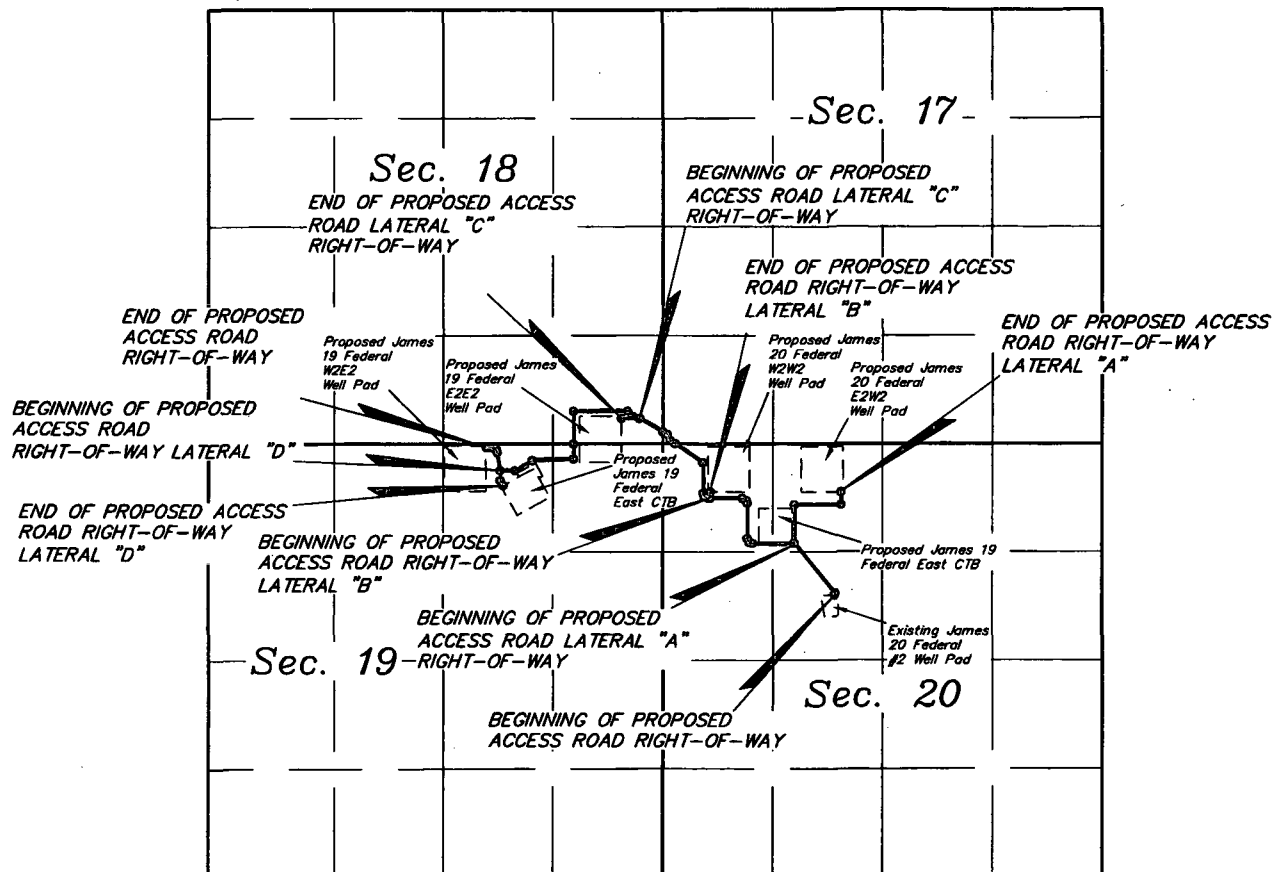 Sec. 17
Sec. 18
BEGINNING OF PROPOSED
ACCESS ROAD LATERAL "C"
RIGHT-OF-WAY
END OF PROPOSED ACCESS
ROAD LATERAL "C"
RIGHT-OF-WAY
END OF PROPOSED ACCESS
ROAD RIGHT-OF-WAY
LATERAL "B"
END OF PROPOSED
ACCESS ROAD
RIGHT-OF-WAY
END OF PROPOSED ACCESS
ROAD RIGHT-OF-WAY
LATERAL "A"
Proposed James
19 Federal
W2E2
Well Pad
Proposed James
19 Federal
E2E2
Well Pad
Proposed James
20 Federal
W2W2
Well Pad
Proposed James
20 Federal
E2W2
Well Pad
BEGINNING OF PROPOSED
ACCESS ROAD
RIGHT-OF-WAY LATERAL "D"
Proposed
James 19
Federal
East CTB
END OF PROPOSED ACCESS
ROAD RIGHT-OF-WAY
LATERAL "D"
BEGINNING OF PROPOSED
ACCESS ROAD RIGHT-OF-WAY
LATERAL "B"
Proposed James 19
Federal East CTB
BEGINNING OF PROPOSED
ACCESS ROAD LATERAL "A"
RIGHT-OF-WAY
Existing James
20 Federal
#2 Well Pad
Sec. 19
Sec. 20
BEGINNING OF PROPOSED
ACCESS ROAD RIGHT-OF-WAY